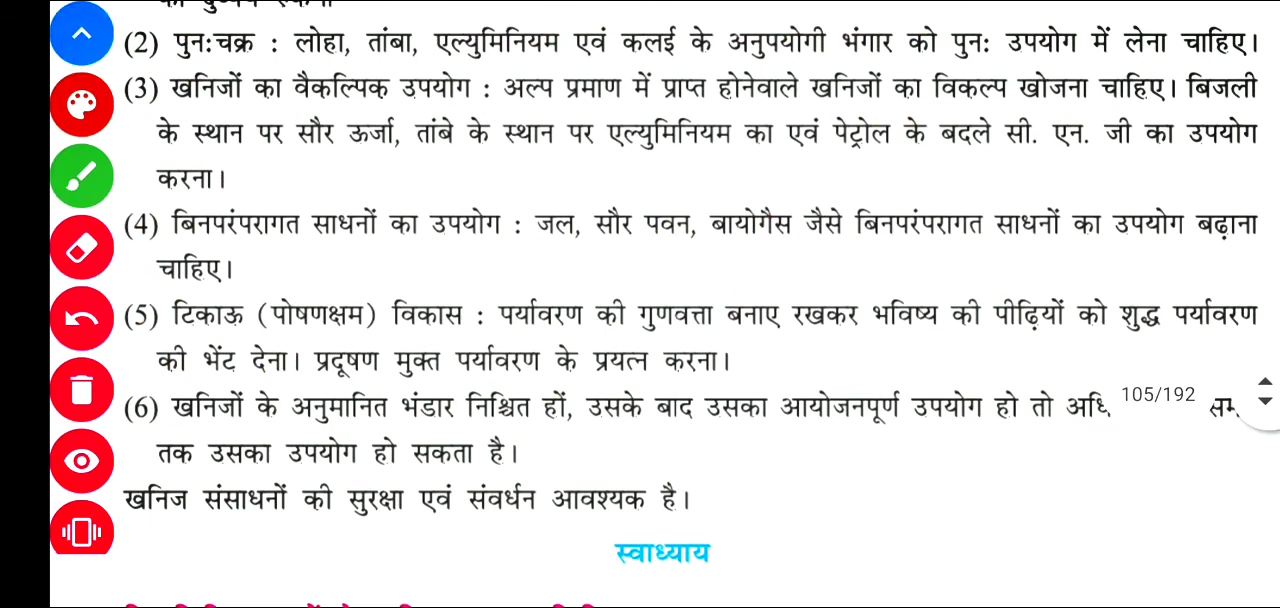 (2) पुनःचक्र : लोहा, तांबा, एल्युमिनियम एवं कलई के अनुपयोगी भंगार को पुनः उपयोग में लेना चाहिए।
(3) खनिजों का वैकल्पिक उपयोग : अल्प प्रमाण में प्राप्त होनेवाले खनिजों का विकल्प खोजना चाहिए। बिजली
के स्थान पर सौर ऊर्जा, तांबे के स्थान पर एल्युमिनियम का एवं पेट्रोल के बदले सी. एन. जी का उपयोग
करना।
(4) बिनपरंपरागत साधनों का उपयोग : जल, सौर पवन, बायोगैस जैसे बिनपरंपरागत साधनों का उपयोग बढ़ाना
चाहिए।
(5) टिकाऊ (पोषणक्षम) विकास : पर्यावरण की गुणवत्ता बनाए रखकर भविष्य की पीढ़ियों को शुद्ध पर्यावरण
की भेंट देना। प्रदूषण मुक्त पर्यावरण के प्रयत्न करना।
(6) खनिजों के अनुमानित भंडार निश्चित हों, उसके बाद उसका आयोजनपूर्ण उपयोग हो तो 105/192
तक उसका उपयोग हो सकता है।
खनिज संसाधनों की सुरक्षा एवं संवर्धन आवश्यक है।
स्वाध्याय